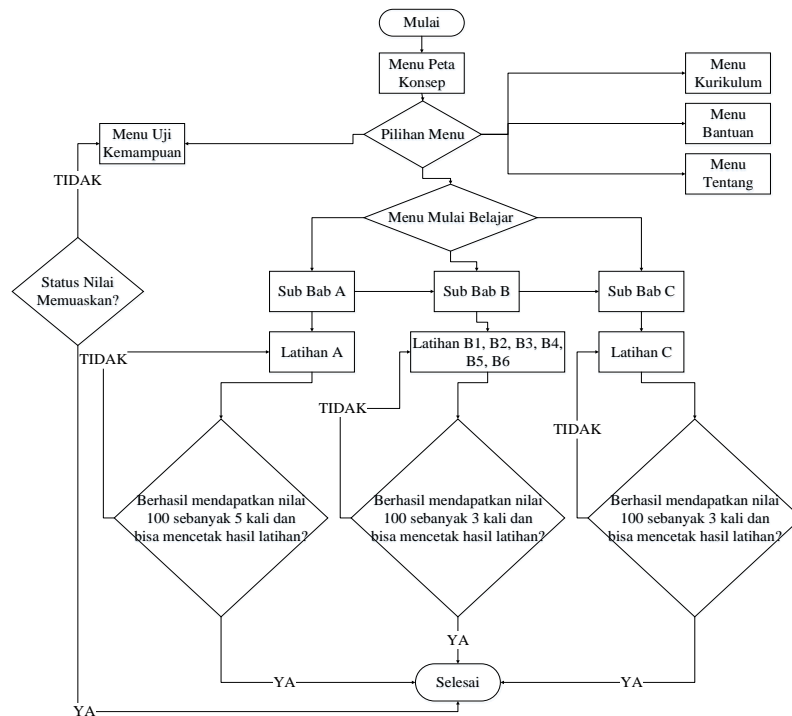 Mulai
Menu Peta
Konsep
Menu
Kurikulum
Menu
Bantuan
Menu
Tentang
Pilihan Menu
Menu Uji
Kemampuan
TIDAK
Menu Mulai Belajar
Status Nilai
Memuaskan?
Sub Bab A
Sub Bab B
Sub Bab C
TIDAK
Latihan A
Latihan B1, B2, B3, B4,
B5, B6
Latihan C
TIDAK
TIDAK
Berhasil mendapatkan nilai
100 sebanyak 5 kali dan
bisa mencetak hasil latihan?
Berhasil mendapatkan nilai
100 sebanyak 3 kali dan
bisa mencetak hasil latihan?
Berhasil mendapatkan nilai
100 sebanyak 3 kali dan
bisa mencetak hasil latihan?
YA
YA
Selesai
YA
YA